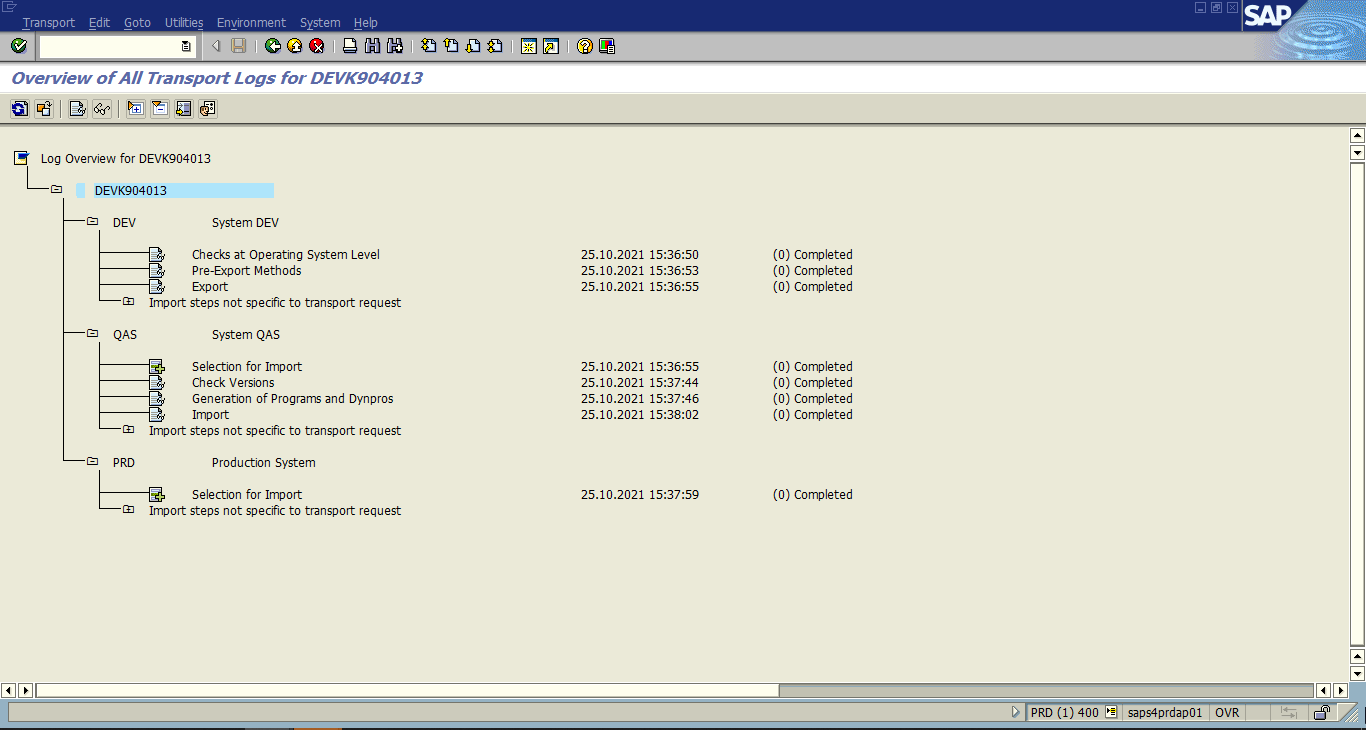 Transport Edit Goto Utilities Environment System Help
SAP
Overview of All Transport Logs for DEVK904013
Log Overview for DEVK904013
DEVK904013
DEV System DEV
Checks at Operating System Level 25.10.2021 15:36:50 (0) Completed
Pre-Export Methods 25.10.2021 15:36:53 (0) Completed
Export 25.10.2021 15:36:55 (0) Completed
Import steps not specific to transport request
QAS System QAS
Selection for Import 25.10.2021 15:36:55 (0) Completed
Check Versions 25.10.2021 15:37:44 (0) Completed
Generation of Programs and Dynpros 25.10.2021 15:37:46 (0) Completed
Import 25.10.2021 15:38:02 (0) Completed
Import steps not specific to transport request
PRD Production System
Selection for Import 25.10.2021 15:37:59 (0) Completed
Import steps not specific to transport request
PRD (1) 400 saps4prdap01 OVR